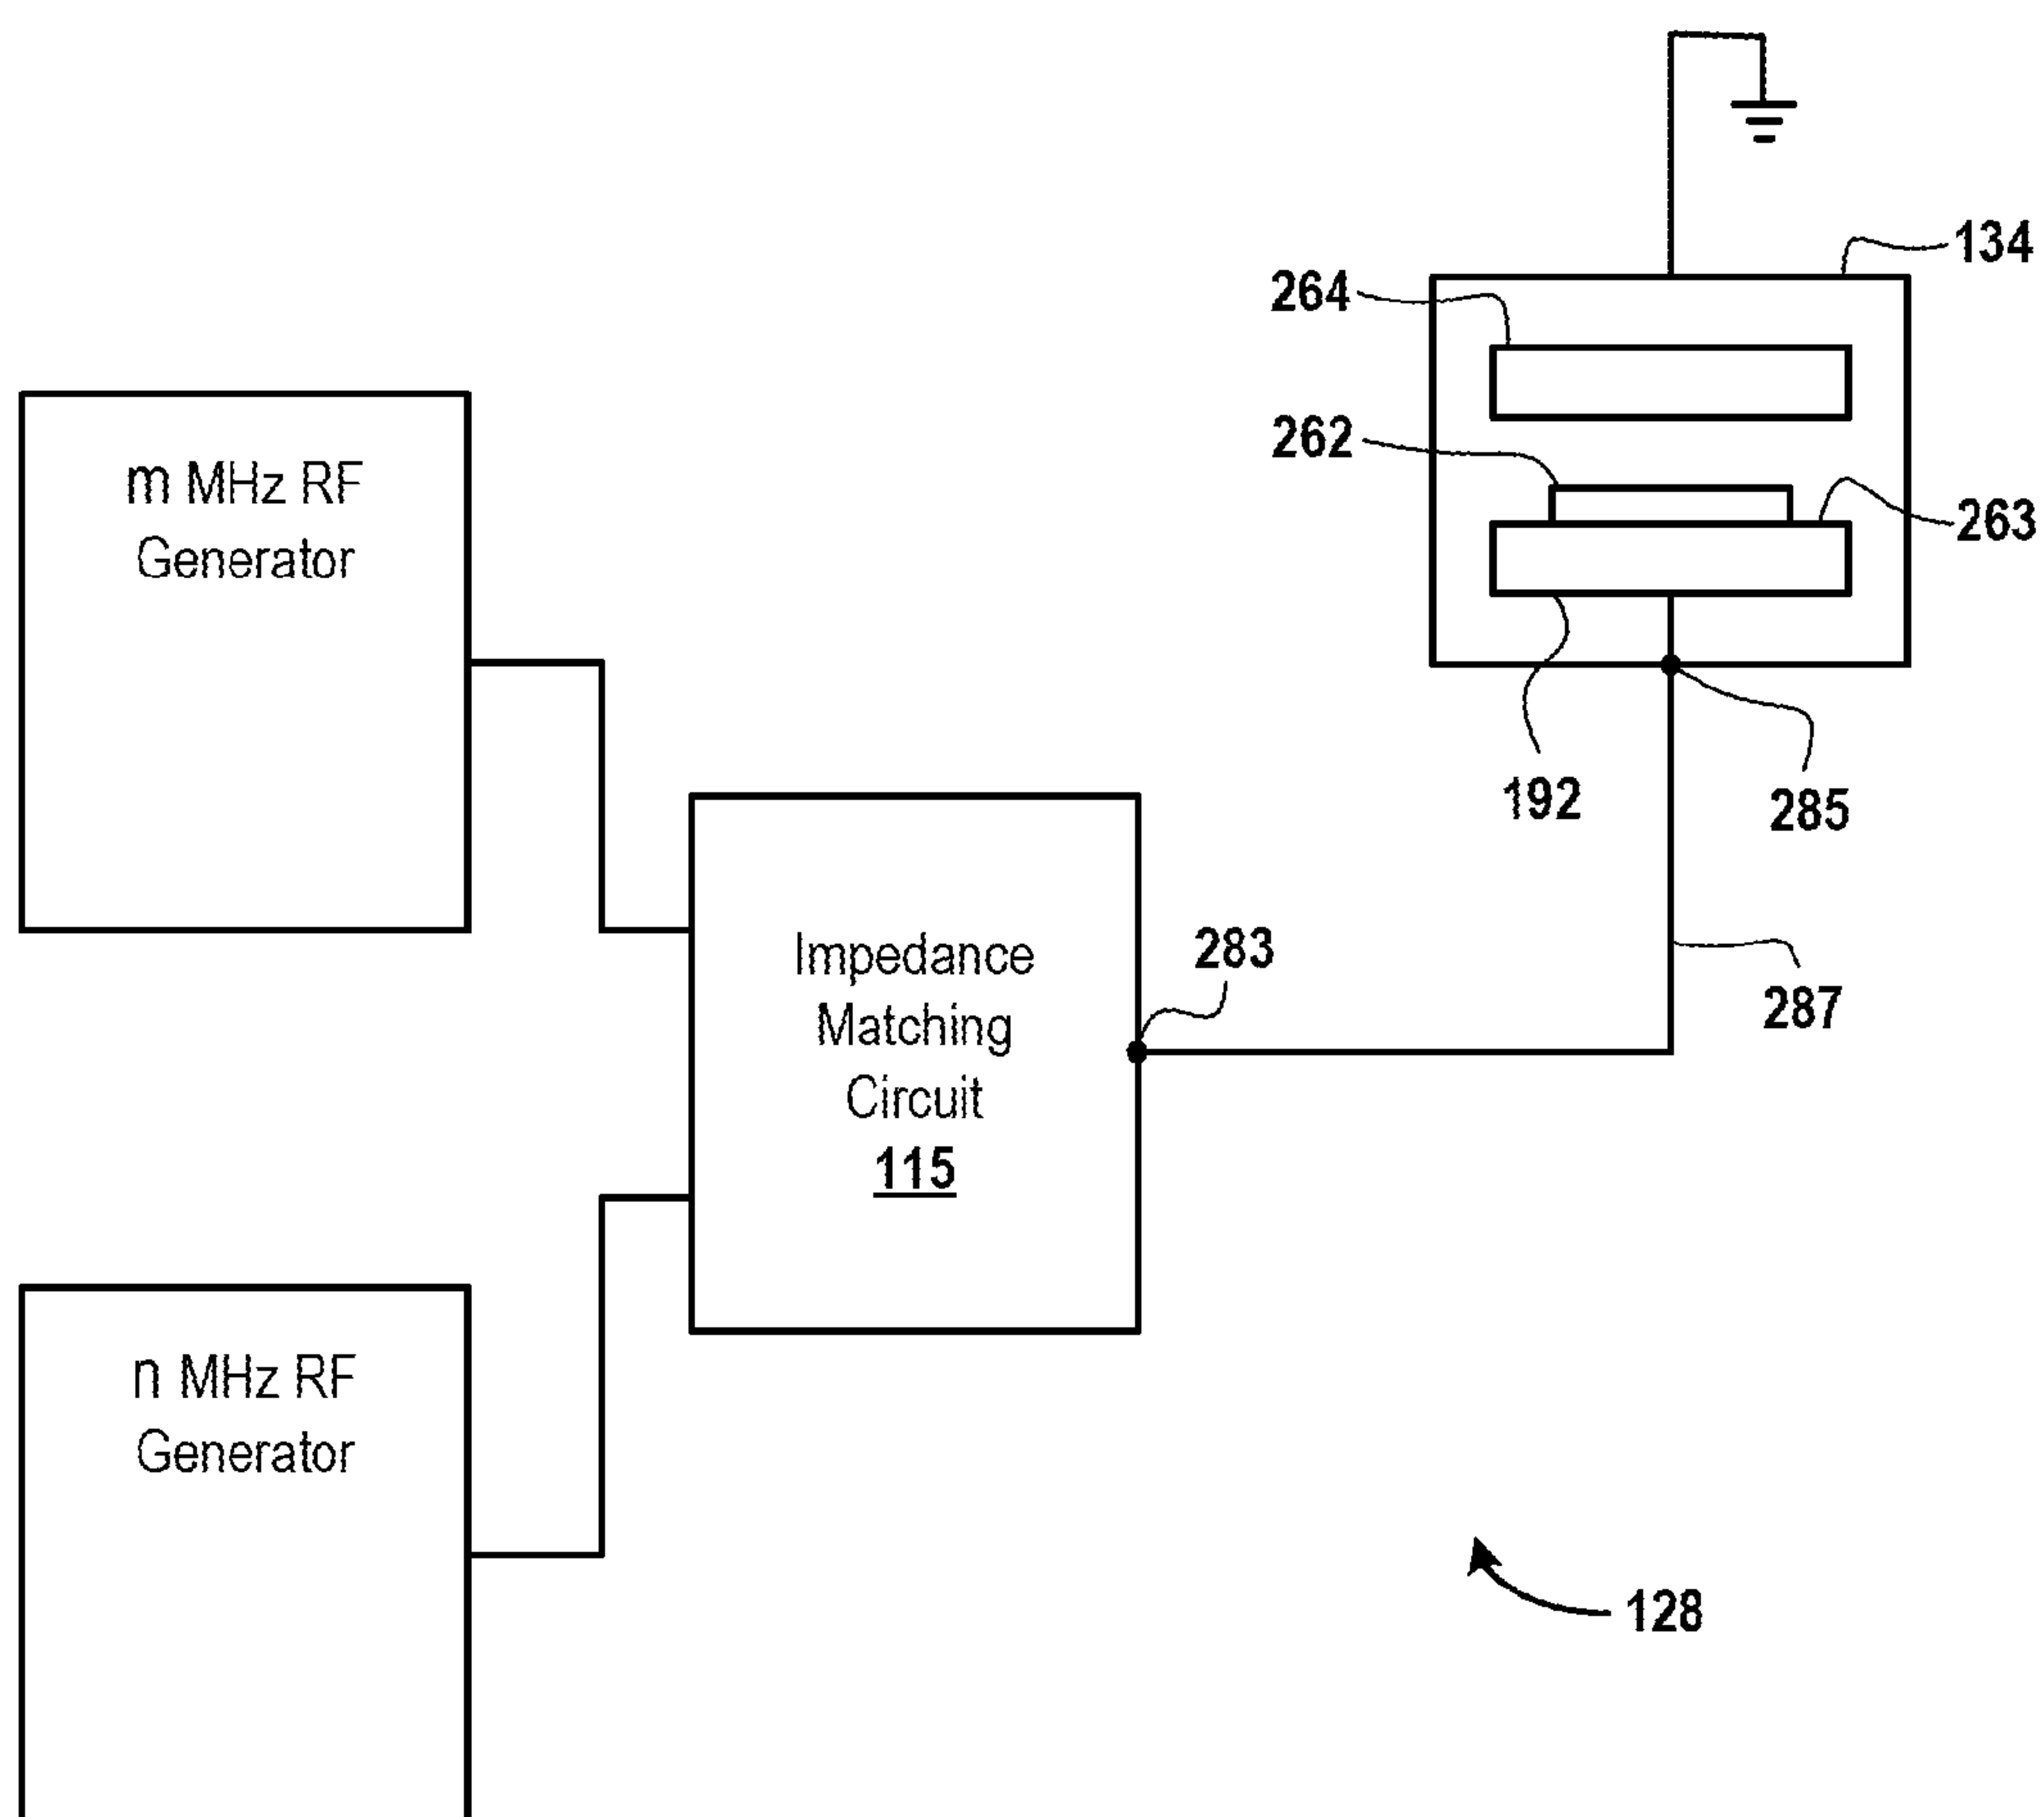 134
264
262
263
m MHz RF
Generator
192
285
283
287
Impedance
Matching
Circuit
115
n MHz RF
Generator
128